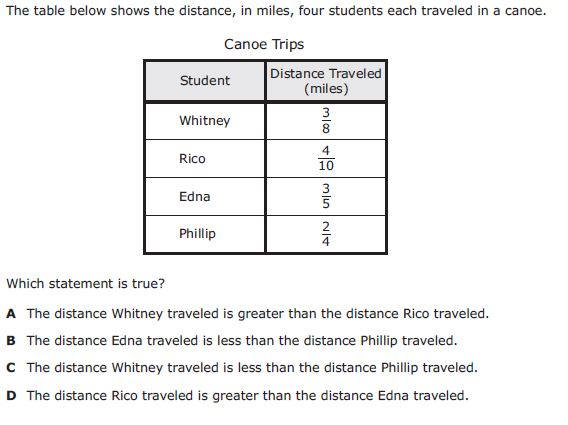 The table below shows the distance, in miles, four students each traveled in a canoe.
Canoe Trips
Student Distance Traveled (miles)
Whitney 3/8
Rico 4/10
Edna 3/5
Phillip 2/4
Which statement is true?
A The distance Whitney traveled is greater than the distance Rico traveled.
B The distance Edna traveled is less than the distance Phillip traveled.
C The distance Whitney traveled is less than the distance Phillip traveled.
D The distance Rico traveled is greater than the distance Edna traveled.